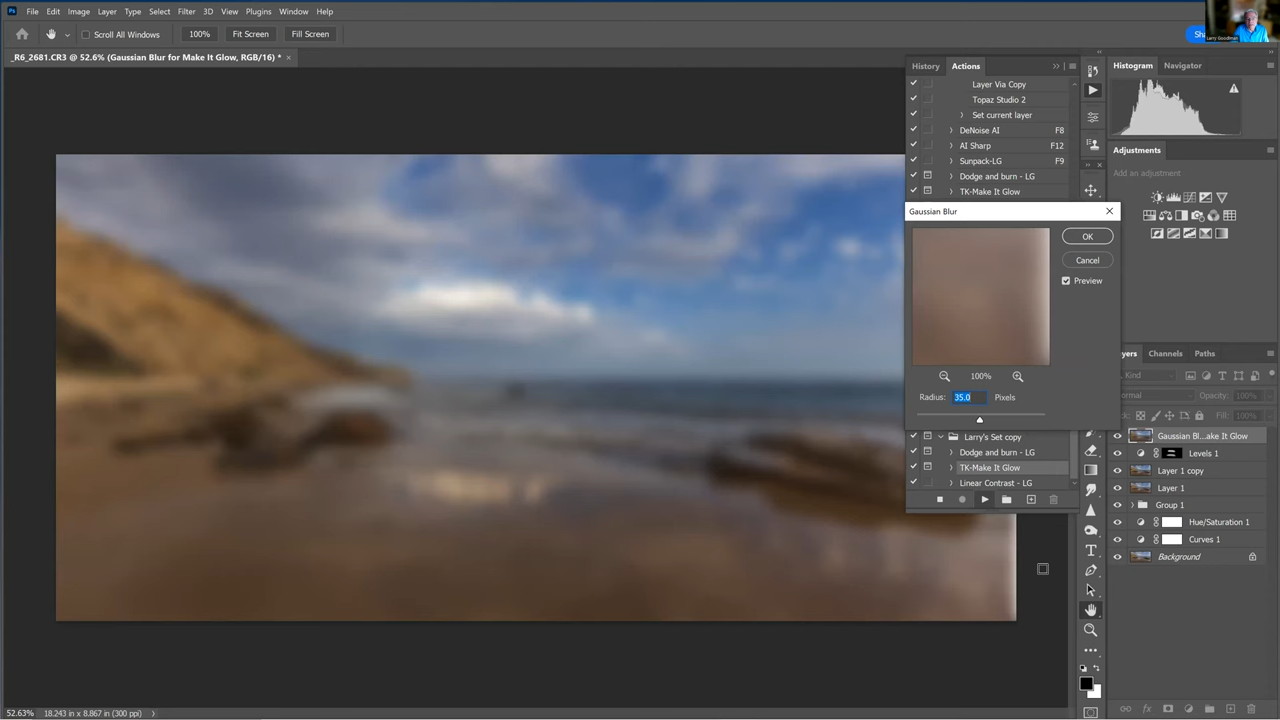 File Edit Image Layer Type Select Filter 3D View Plugins Window Help
Scroll All Windows 100% Fit Screen Fill Screen
Larry Goodman
_R6_2681.CR3 @ 52.6% (Gaussian Blur for Make It Glow, RGB/16) *
History Actions
Histogram Navigator
Layer Via Copy
Topaz Studio 2
Set current layer
DeNoise AI F8
AI Sharp F12
Sunpack-LG F9
Dodge and burn - LG
TK-Make It Glow
Adjustments
Add an adjustment
Gaussian Blur
OK
Cancel
Preview
100%
Radius: 35.0 Pixels
Larry's Set copy
Dodge and burn - LG
TK-Make It Glow
Linear Contrast - LG
yers Channels Paths
Kind
ormal Opacity: 100%
Fill: 100%
Gaussian Bl...ake It Glow
Levels 1
Layer 1 copy
Layer 1
Group 1
Hue/Saturation 1
Curves 1
Background
52.63% 18.243 in x 8.867 in (300 ppi)